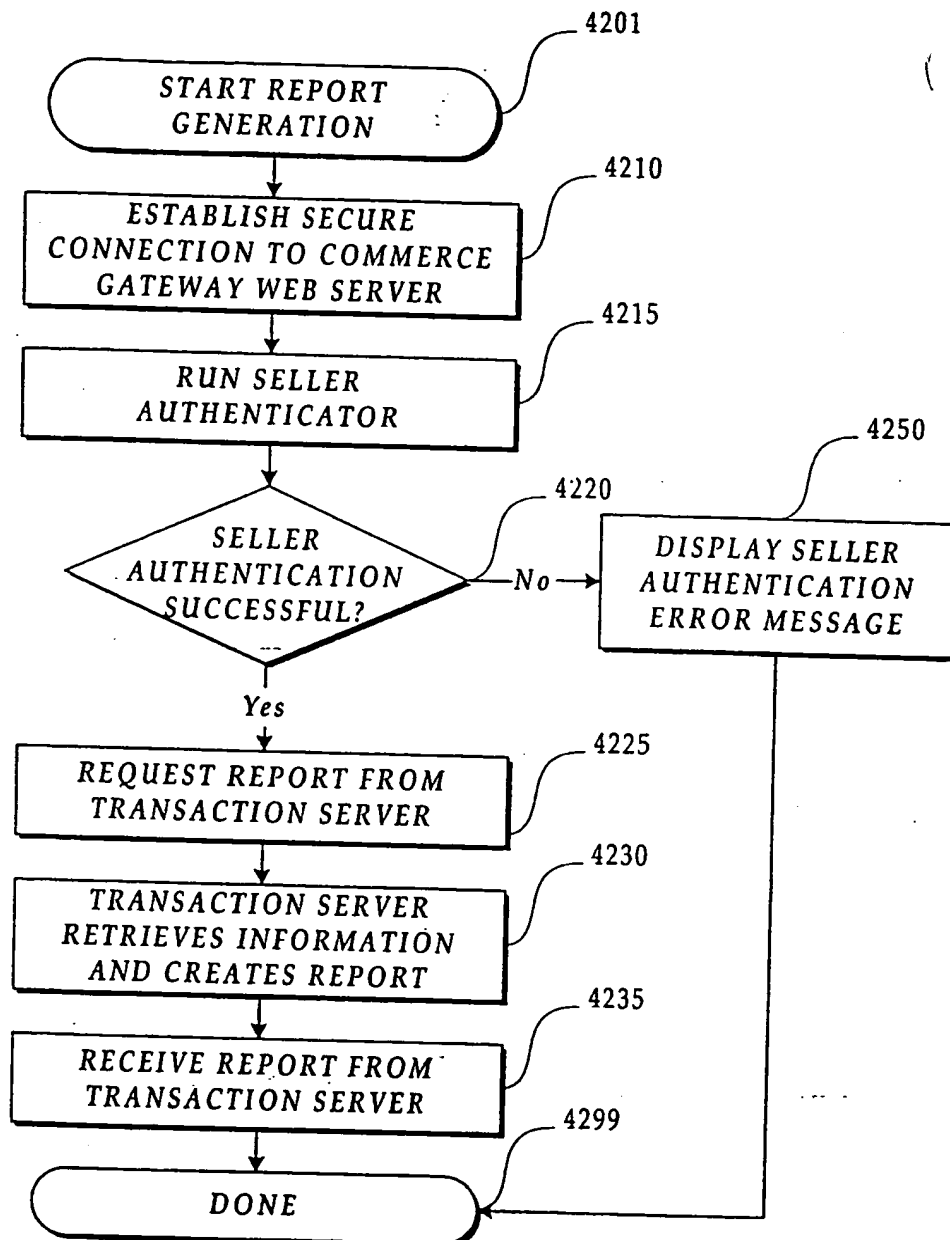 4201
START REPORT
GENERATION
4210
ESTABLISH SECURE
CONNECTION TO COMMERCE
GATEWAY WEB SERVER
4215
RUN SELLER
AUTHENTICATOR
4250
4220
SELLER
AUTHENTICATION
SUCCESSFUL?
No
DISPLAY SELLER
AUTHENTICATION
ERROR MESSAGE
Yes
4225
REQUEST REPORT FROM
TRANSACTION SERVER
4230
TRANSACTION SERVER
RETRIEVES INFORMATION
AND CREATES REPORT
4235
RECEIVE REPORT FROM
TRANSACTION SERVER
4299
DONE